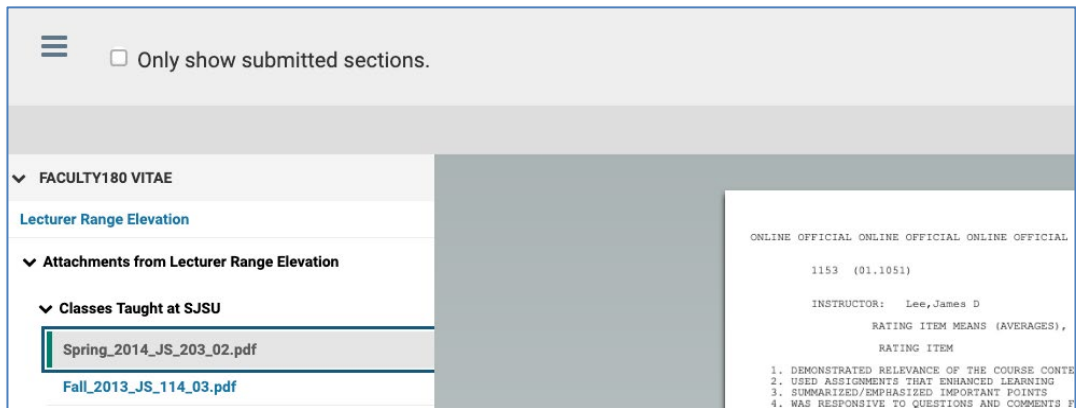 Only show submitted sections.
FACULTY180 VITAE
Lecturer Range Elevation
Attachments from Lecturer Range Elevation
Classes Taught at SJSU
Spring_2014_JS_203_02.pdf
Fall_2013_JS_114_03.pdf
ONLINE OFFICIAL ONLINE OFFICIAL ONLINE OFFICIAL
1153 (01.1051)
INSTRUCTOR: Lee,James D
RATING ITEM MEANS (AVERAGES),
RATING ITEM
1. DEMONSTRATED RELEVANCE OF THE COURSE CONTE
2. USED ASSIGNMENTS THAT ENHANCED LEARNING
3. SUMMARIZED/EMPHASIZED IMPORTANT POINTS
4. WAS RESPONSIVE TO QUESTIONS AND COMMENTS F